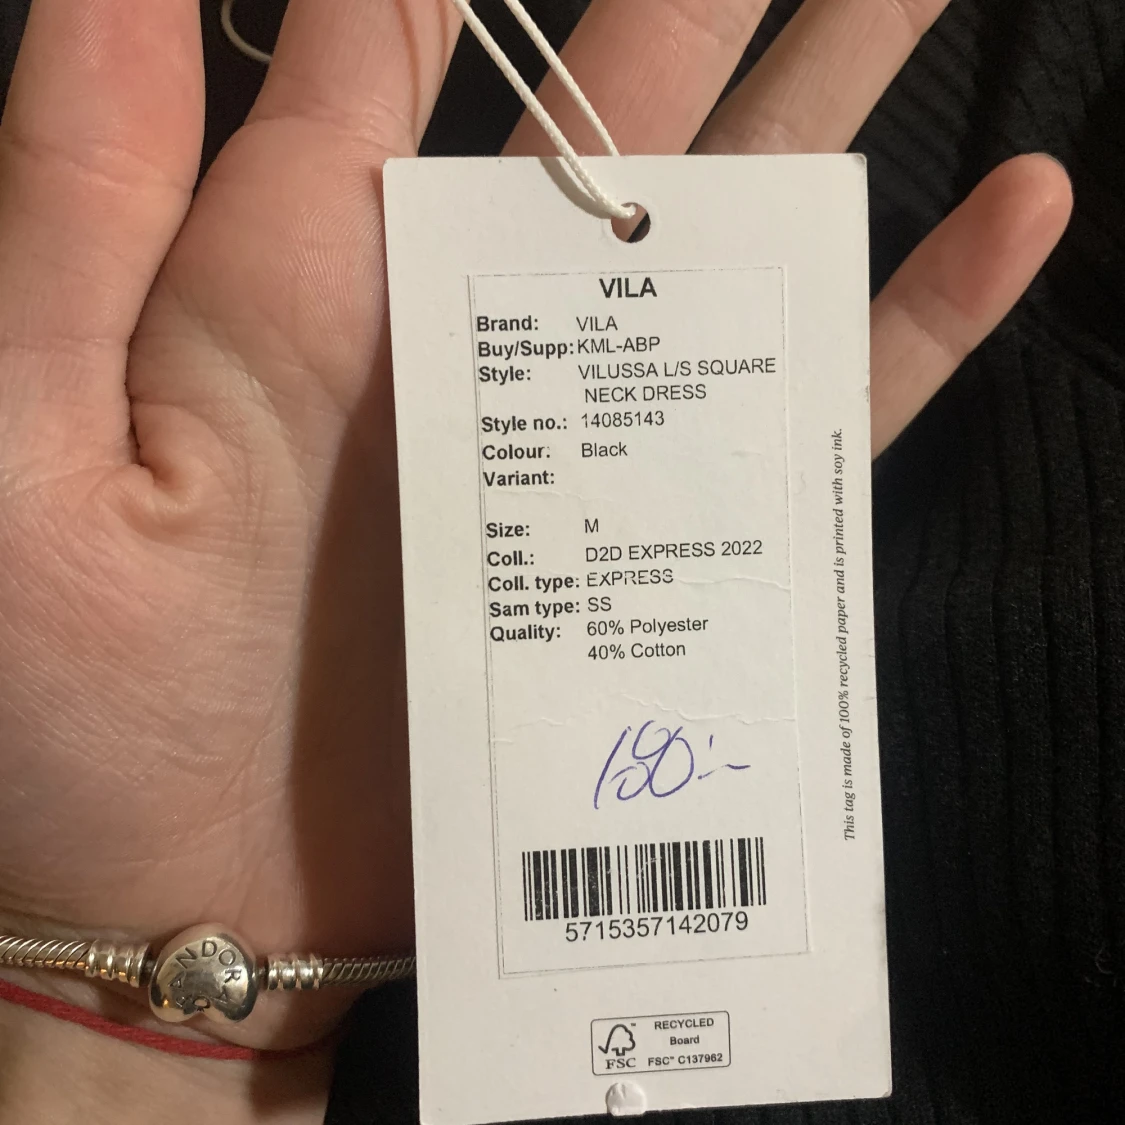 VILA
Brand: VILA
Buy/Supp: KML-ABP
Style: VILUSSA L/S SQUARE
NECK DRESS
Style no.: 14085143
Colour: Black
Variant:
Size: M
Coll.: D2D EXPRESS 2022
Coll. type: EXPRESS
Sam type: SS
Quality: 60% Polyester
40% Cotton
5715357142079
This tag is made of 100% recycled paper and is printed with soy ink.
RECYCLED
Board
FSC™ C137962
FSC
PANDORA